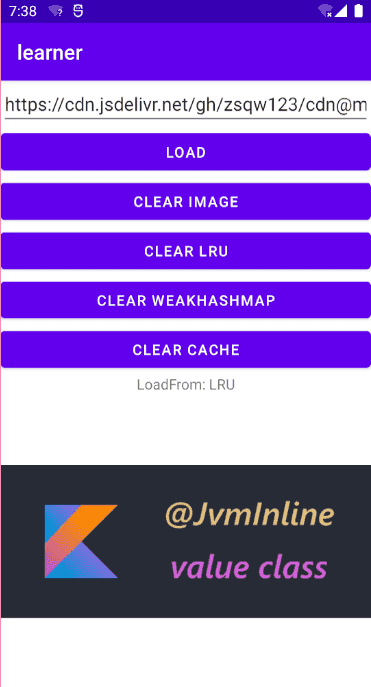 7:38
learner
https://cdn.jsdelivr.net/gh/zsqw123/cdn@m
LOAD
CLEAR IMAGE
CLEAR LRU
CLEAR WEAKHASHMAP
CLEAR CACHE
LoadFrom: LRU
@JvmInline
value class